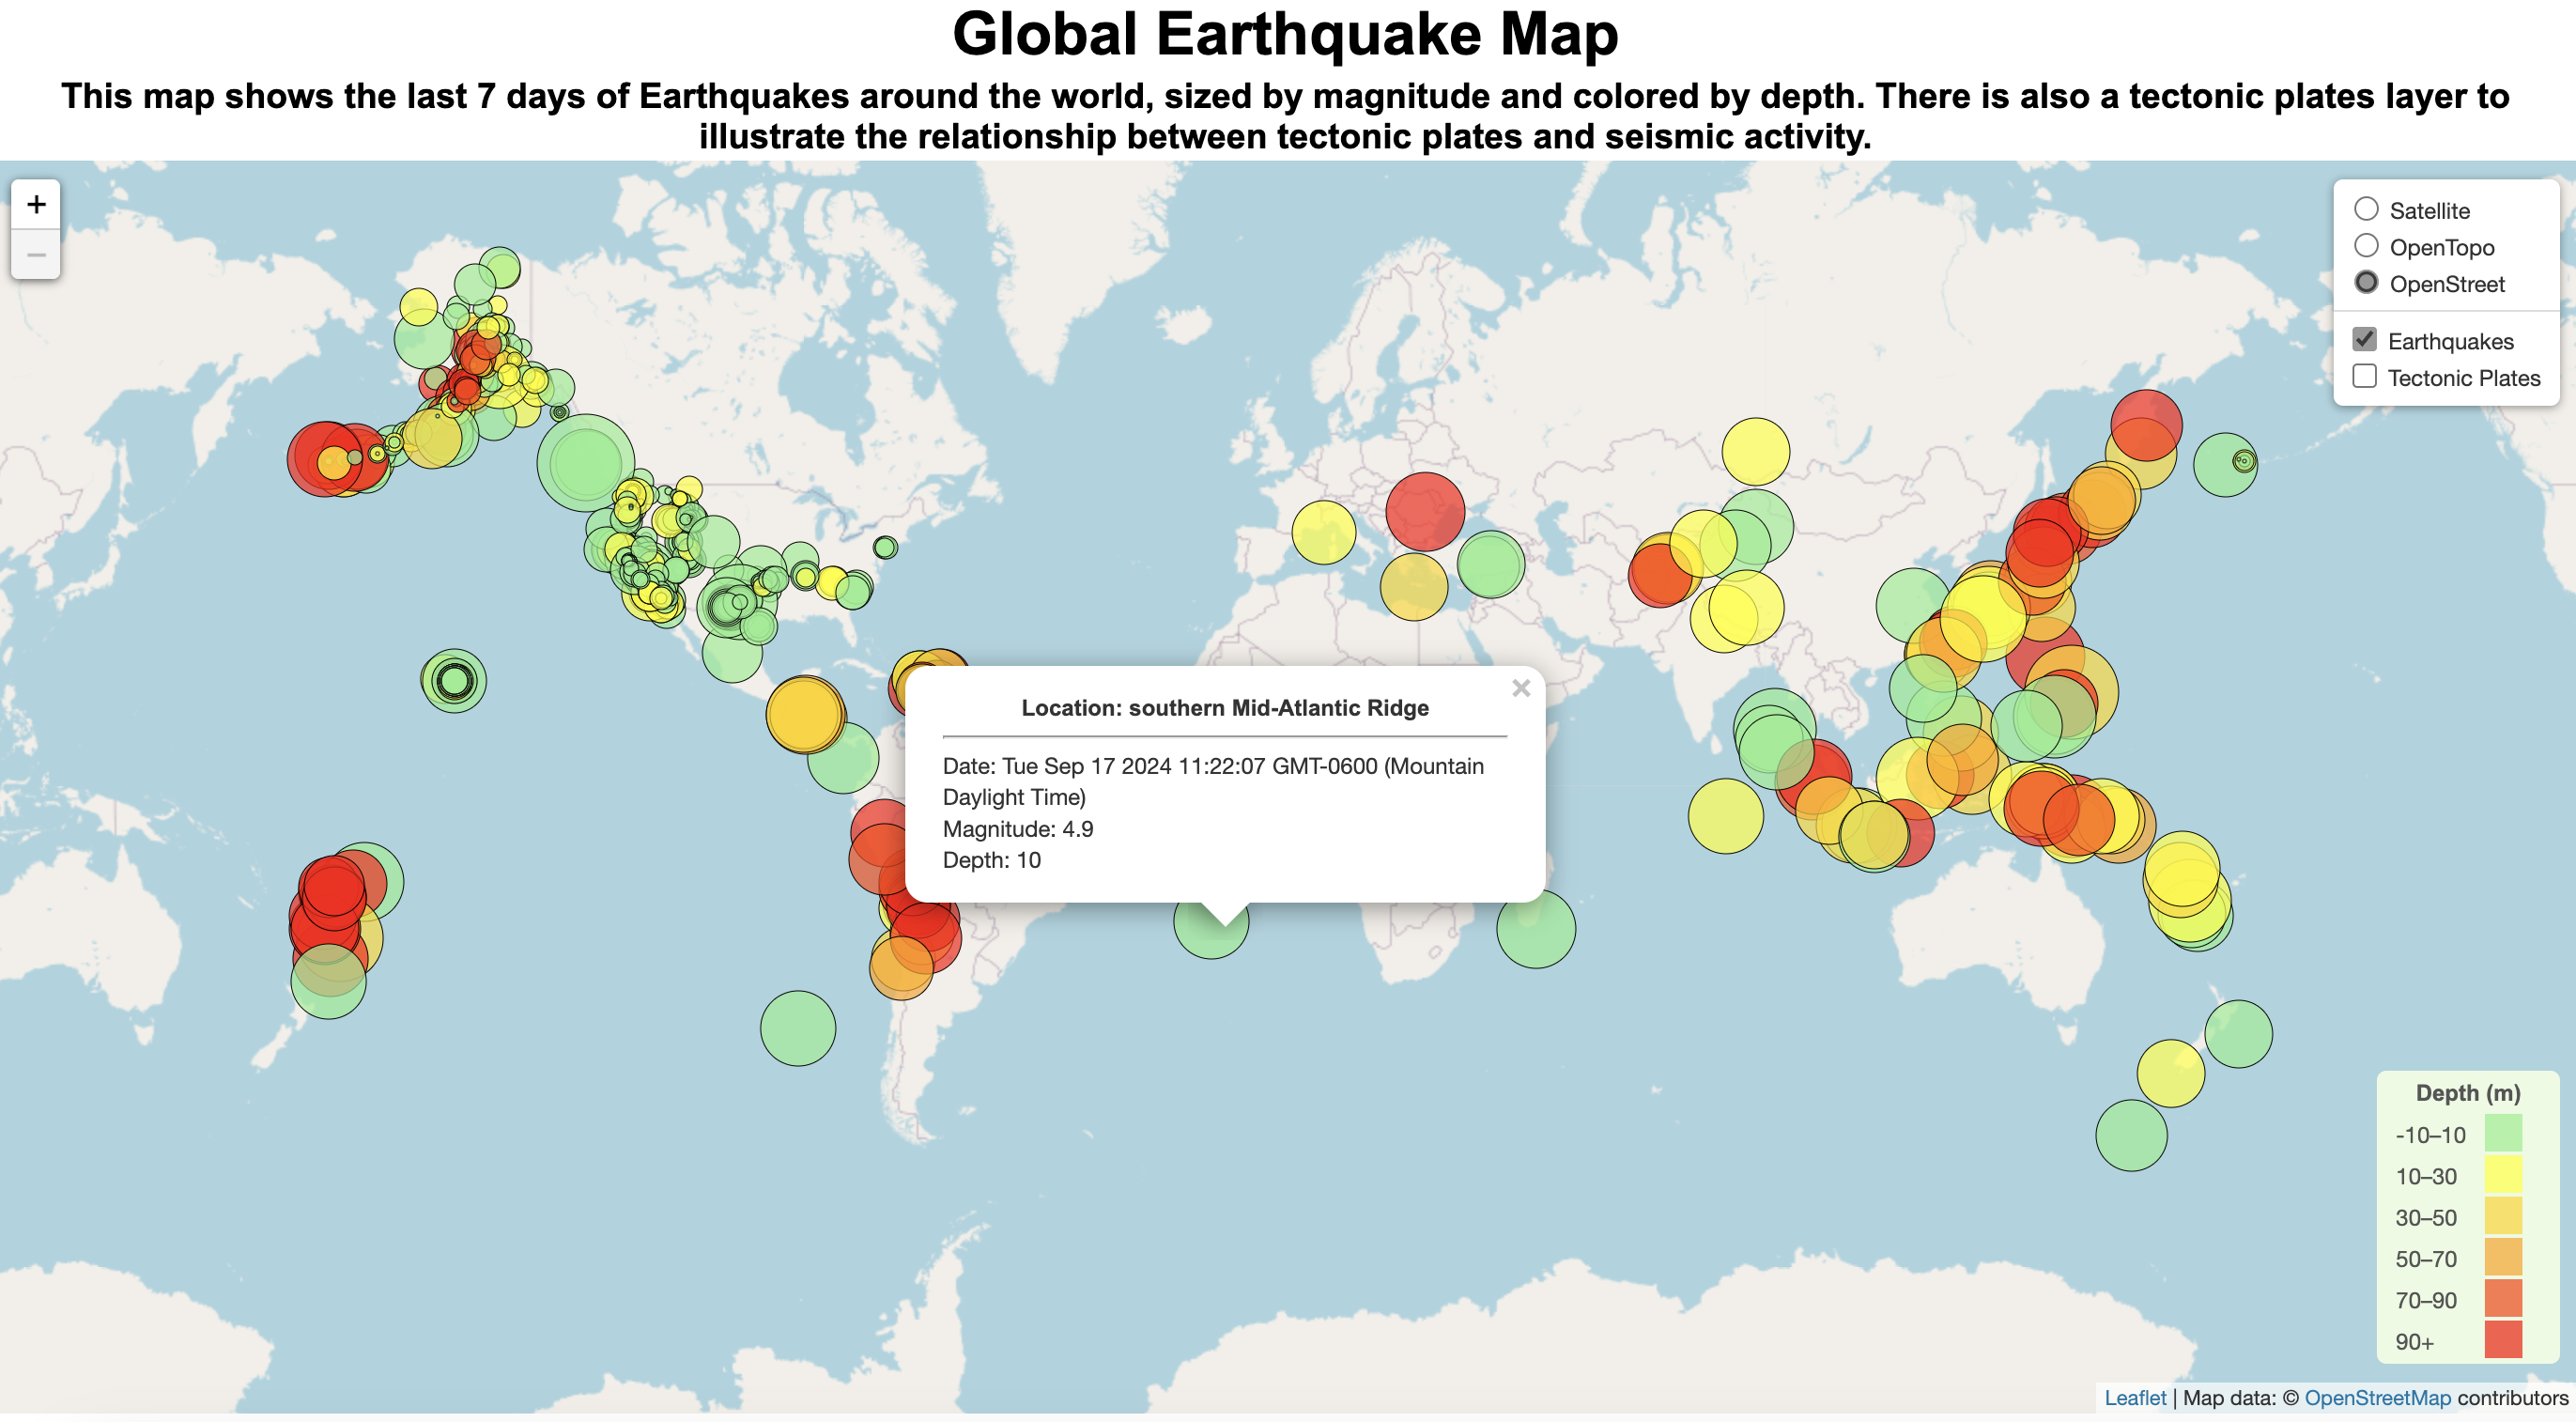 Global Earthquake Map
This map shows the last 7 days of Earthquakes around the world, sized by magnitude and colored by depth. There is also a tectonic plates layer to
illustrate the relationship between tectonic plates and seismic activity.
+
−
Satellite
OpenTopo
OpenStreet
Earthquakes
Tectonic Plates
×
Location: southern Mid-Atlantic Ridge
Date: Tue Sep 17 2024 11:22:07 GMT-0600 (Mountain
Daylight Time)
Magnitude: 4.9
Depth: 10
Depth (m)
-10–10
10–30
30–50
50–70
70–90
90+
Leaflet | Map data: © OpenStreetMap contributors